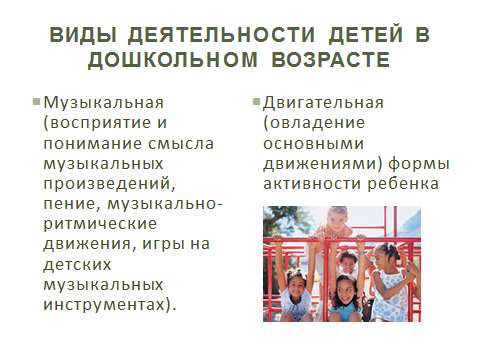 ВИДЫ ДЕЯТЕЛЬНОСТИ ДЕТЕЙ В
ДОШКОЛЬНОМ ВОЗРАСТЕ
Музыкальная
(восприятие и
понимание смысла
музыкальных
произведений,
пение, музыкально-
ритмические
движения, игры на
детских
музыкальных
инструментах).
Двигательная
(овладение
основными
движениями) формы
активности ребенка